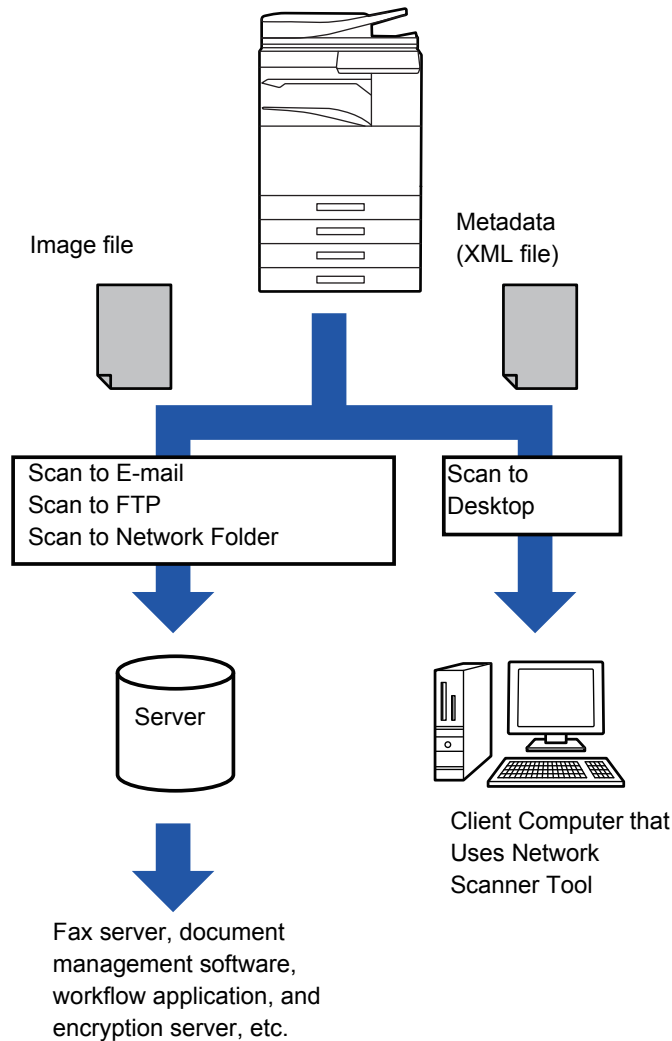 Image file
Metadata
(XML file)
Scan to E-mail
Scan to FTP
Scan to Network Folder
Scan to
Desktop
Server
Client Computer that
Uses Network
Scanner Tool
Fax server, document
management software,
workflow application, and
encryption server, etc.